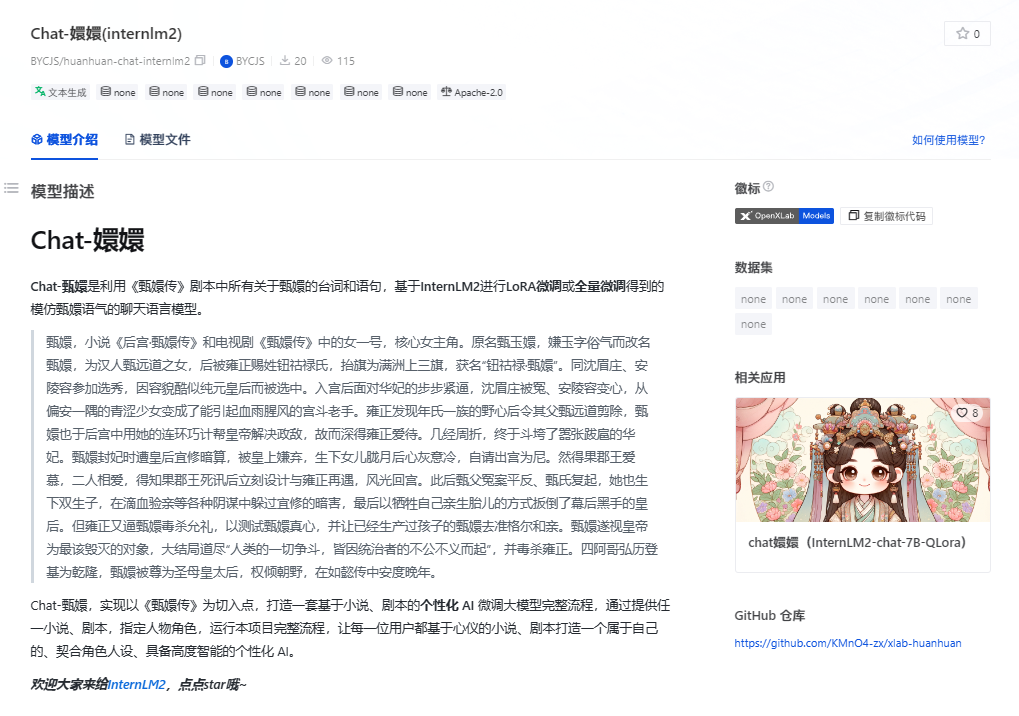 Chat-嬛嬛(internlm2)
0
BYCJS/huanhuan-chat-internlm2 BYCJS 20 115
文本生成 none none none none none none none Apache-2.0
模型介绍 模型文件 如何使用模型?
模型描述
Chat-嬛嬛
Chat-甄嬛是利用《甄嬛传》剧本中所有关于甄嬛的台词和语句，基于InternLM2进行LoRA微调或全量微调得到的
模仿甄嬛语气的聊天语言模型。
甄嬛，小说《后宫·甄嬛传》和电视剧《甄嬛传》中的女一号，核心女主角。原名甄玉嬛，嫌玉字俗气而改名
甄嬛，为汉人甄远道之女，后被雍正赐姓钮祜禄氏，抬旗为满洲上三旗，获名“钮祜禄·甄嬛”。同沈眉庄、安
陵容参加选秀，因容貌酷似纯元皇后而被选中。入宫后面对华妃的步步紧逼，沈眉庄被冤、安陵容变心，从
偏安一隅的青涩少女变成了能引起血雨腥风的宫斗老手。雍正发现年氏一族的野心后令其父甄远道剪除，甄
嬛也于后宫中用她的连环巧计帮皇帝解决政敌，故而深得雍正爱待。几经周折，终于斗垮了嚣张跋扈的华
妃。甄嬛封妃时遭皇后宜修暗算，被皇上嫌弃，生下女儿胧月后心灰意冷，自请出宫为尼。然得果郡王爱
慕，二人相爱，得知果郡王死讯后立刻设计与雍正再遇，风光回宫。此后甄父冤案平反、甄氏复起，她也生
下双生子，在滴血验亲等各种阴谋中躲过宜修的暗害，最后以牺牲自己亲生胎儿的方式扳倒了幕后黑手的皇
后。但雍正又逼甄嬛毒杀允礼，以测试甄嬛真心，并让已经生产过孩子的甄嬛去准格尔和亲。甄嬛遂视皇帝
为最该毁灭的对象，大结局道尽“人类的一切争斗，皆因统治者的不公不义而起”，并毒杀雍正。四阿哥弘历登
基为乾隆，甄嬛被尊为圣母皇太后，权倾朝野，在如懿传中安度晚年。
Chat-甄嬛，实现以《甄嬛传》为切入点，打造一套基于小说、剧本的个性化 AI 微调大模型完整流程，通过提供任
一小说、剧本，指定人物角色，运行本项目完整流程，让每一位用户都基于心仪的小说、剧本打造一个属于自己
的、契合角色人设、具备高度智能的个性化 AI。
欢迎大家来给InternLM2，点点star哦~
徽标
OpenXLab Models 复制徽标代码
数据集
none none none none none none
none
相关应用
8
chat嬛嬛（InternLM2-chat-7B-QLora）
GitHub 仓库
https://github.com/KMnO4-zx/xlab-huanhuan